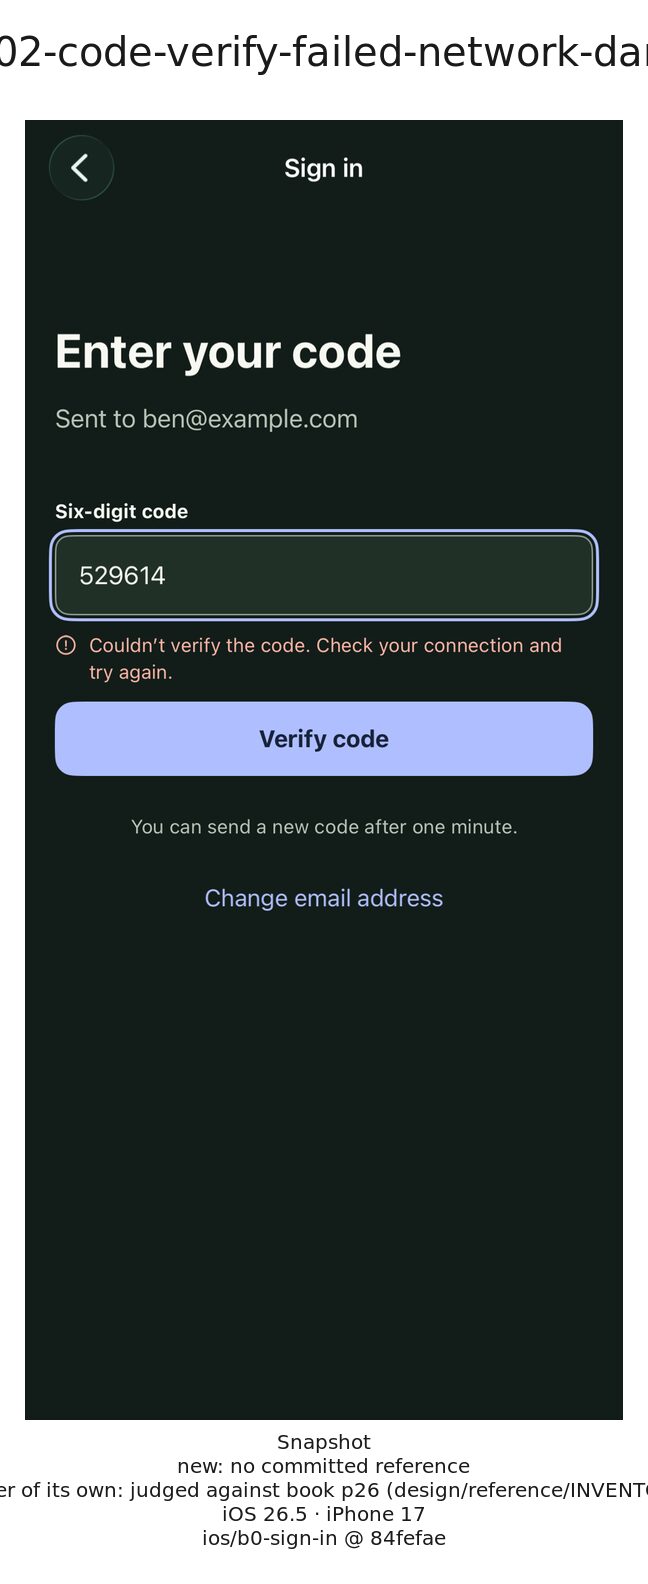 02-code-verify-failed-network-dar
Sign in
Enter your code
Sent to ben@example.com
Six-digit code
529614
Couldn’t verify the code. Check your connection and
try again.
Verify code
You can send a new code after one minute.
Change email address
Snapshot
new: no committed reference
er of its own: judged against book p26 (design/reference/INVENTO
iOS 26.5 · iPhone 17
ios/b0-sign-in @ 84fefae